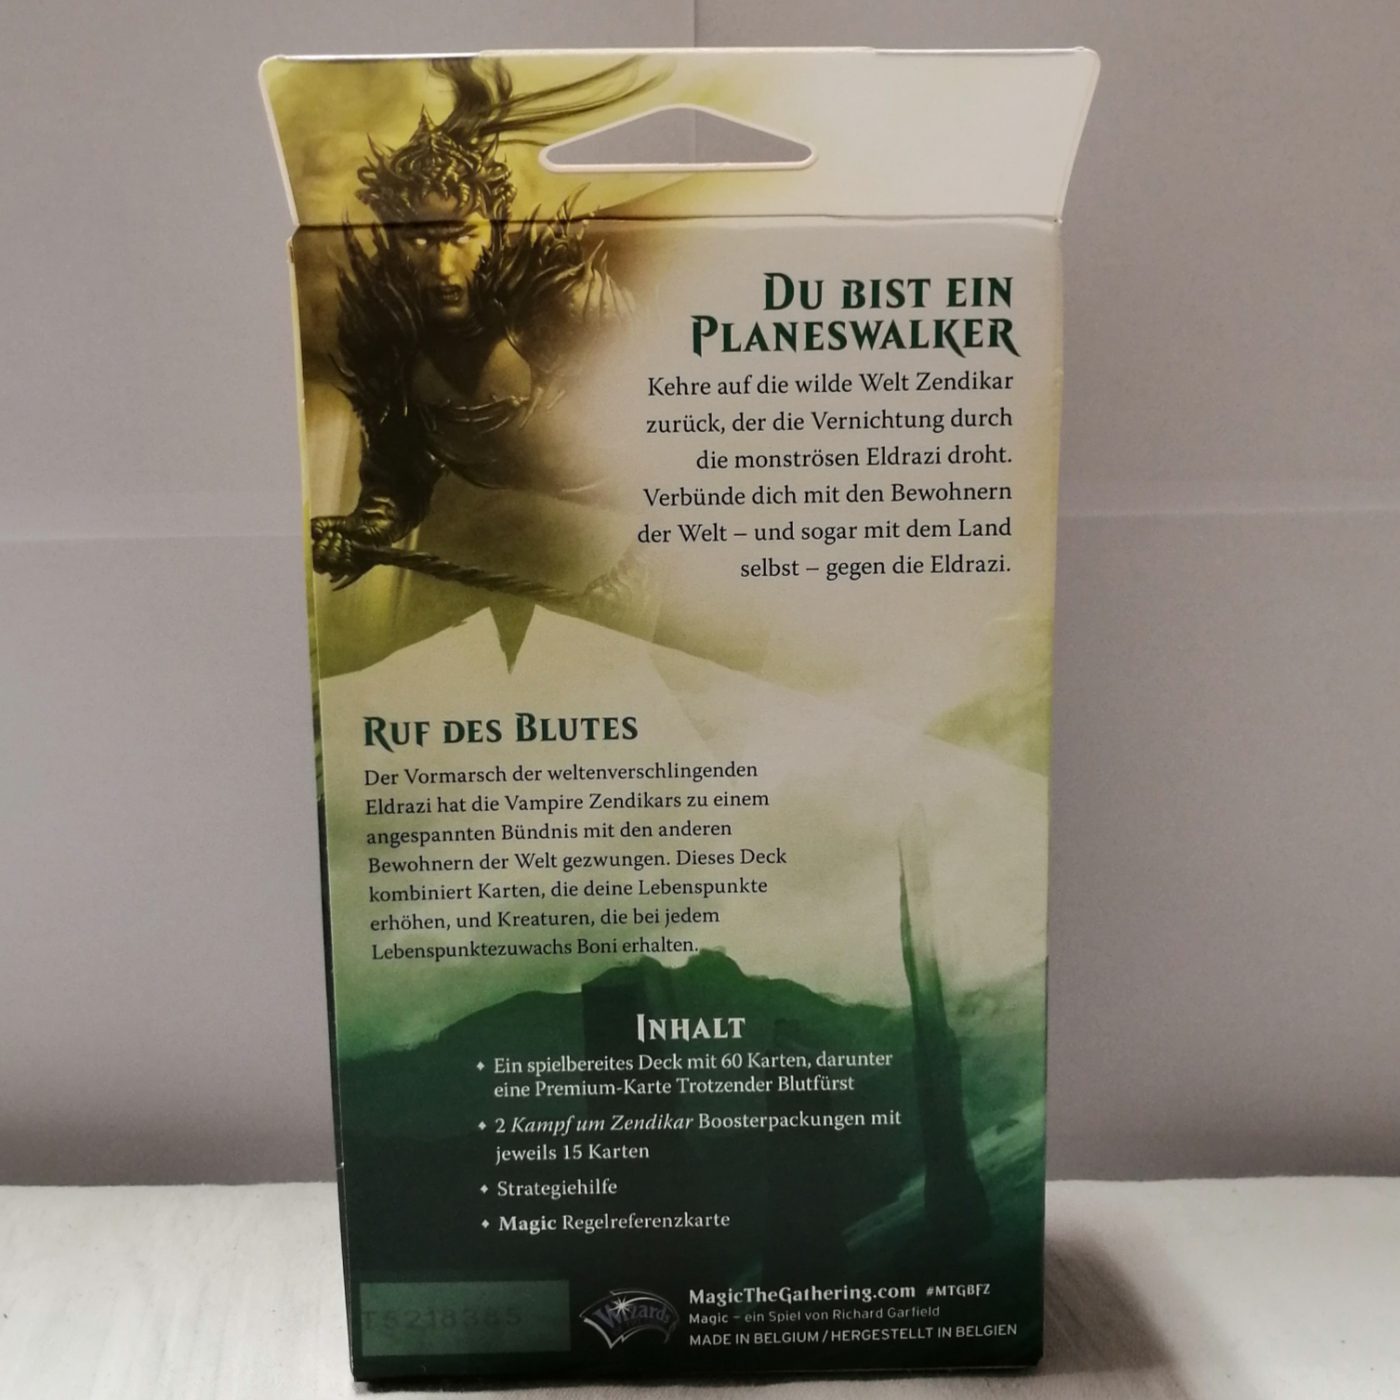 DU BIST EIN
PLANESWALKER
Kehre auf die wilde Welt Zendikar
zurück, der die Vernichtung durch
die monströsen Eldrazi droht.
Verbünde dich mit den Bewohnern
der Welt – und sogar mit dem Land
selbst – gegen die Eldrazi.
RUF DES BLUTES
Der Vormarsch der weltenverschlingenden
Eldrazi hat die Vampire Zendikars zu einem
angespannten Bündnis mit den anderen
Bewohnern der Welt gezwungen. Dieses Deck
kombiniert Karten, die deine Lebenspunkte
erhöhen, und Kreaturen, die bei jedem
Lebenspunktezuwachs Boni erhalten.
INHALT
• Ein spielbereites Deck mit 60 Karten, darunter
eine Premium-Karte Trotzender Blutfürst
• 2 Kampf um Zendikar Boosterpackungen mit
jeweils 15 Karten
• Strategiehilfe
• Magic Regelreferenzkarte
T5218385
Wizards
MagicTheGathering.com #MTGBFZ
Magic – ein Spiel von Richard Garfield
MADE IN BELGIUM / HERGESTELLT IN BELGIEN